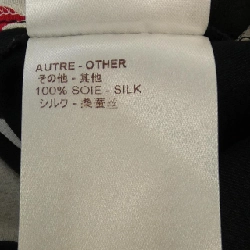 AUTRE - OTHER
その他 - 其他
100% SOIE - SILK
シルク - 桑蚕丝